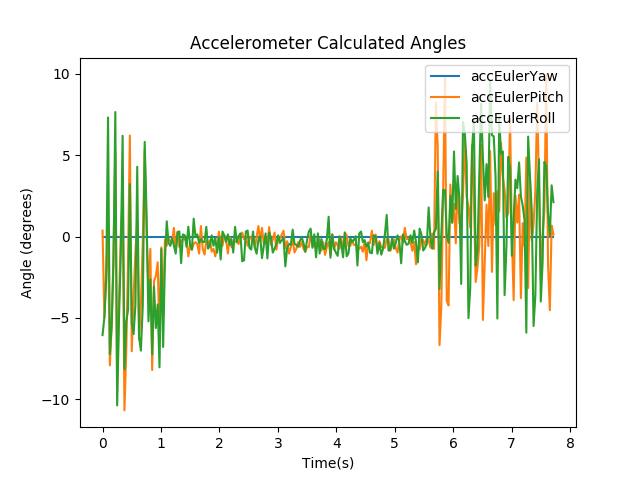 Accelerometer Calculated Angles
accEulerYaw
accEulerPitch
accEulerRoll
10
5
0
−5
−10
Angle (degrees)
0 1 2 3 4 5 6 7 8
Time(s)